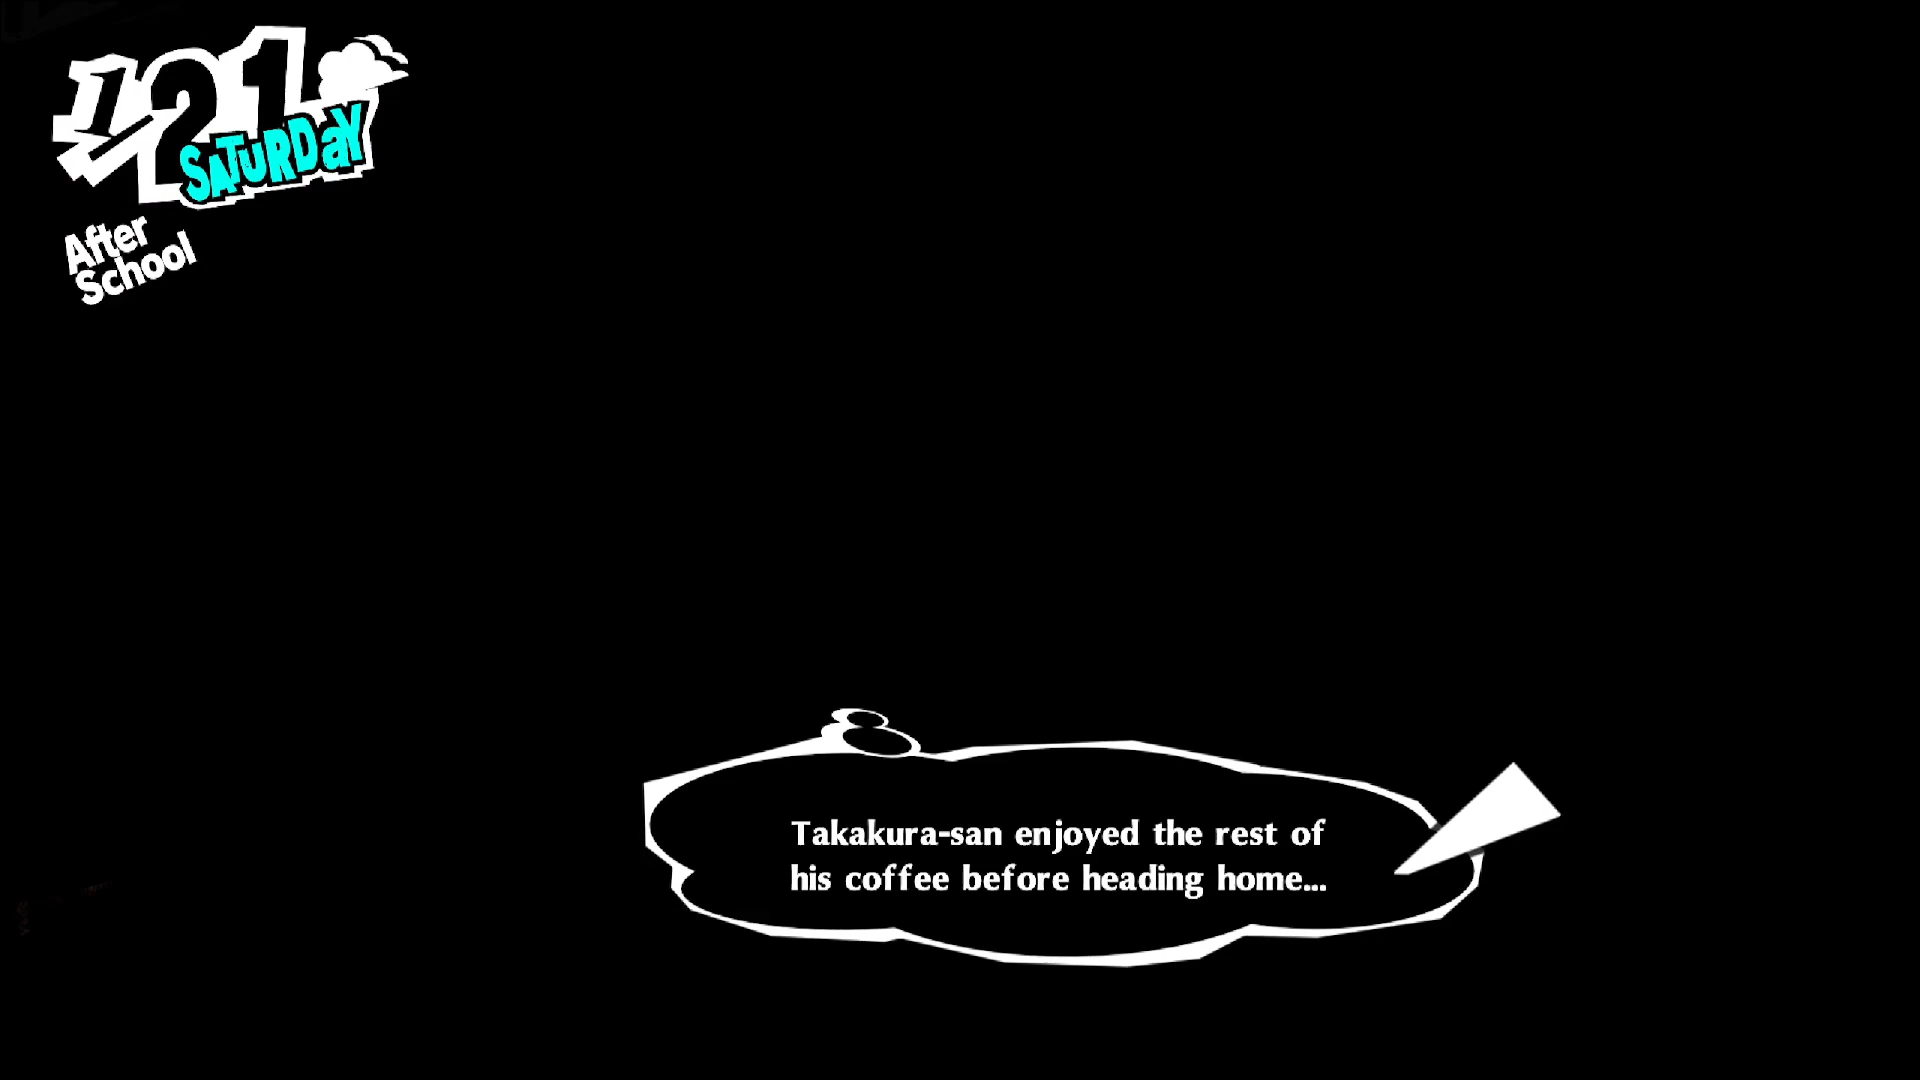 1/21
SATURDaY
After
School
Takakura-san enjoyed the rest of
his coffee before heading home...